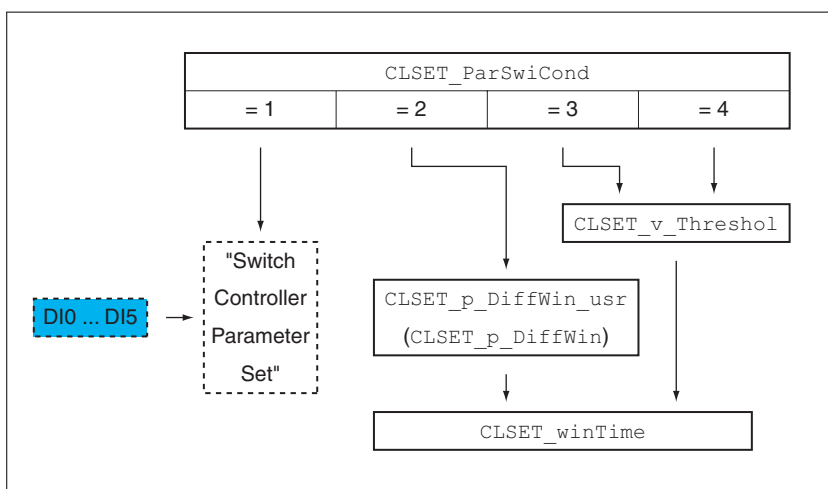 CLSET_ParSwiCond
= 1 = 2 = 3 = 4
CLSET_v_Threshol
"Switch
Controller
Parameter
Set"
DI0 ... DI5
CLSET_p_DiffWin_usr
(CLSET_p_DiffWin)
CLSET_winTime